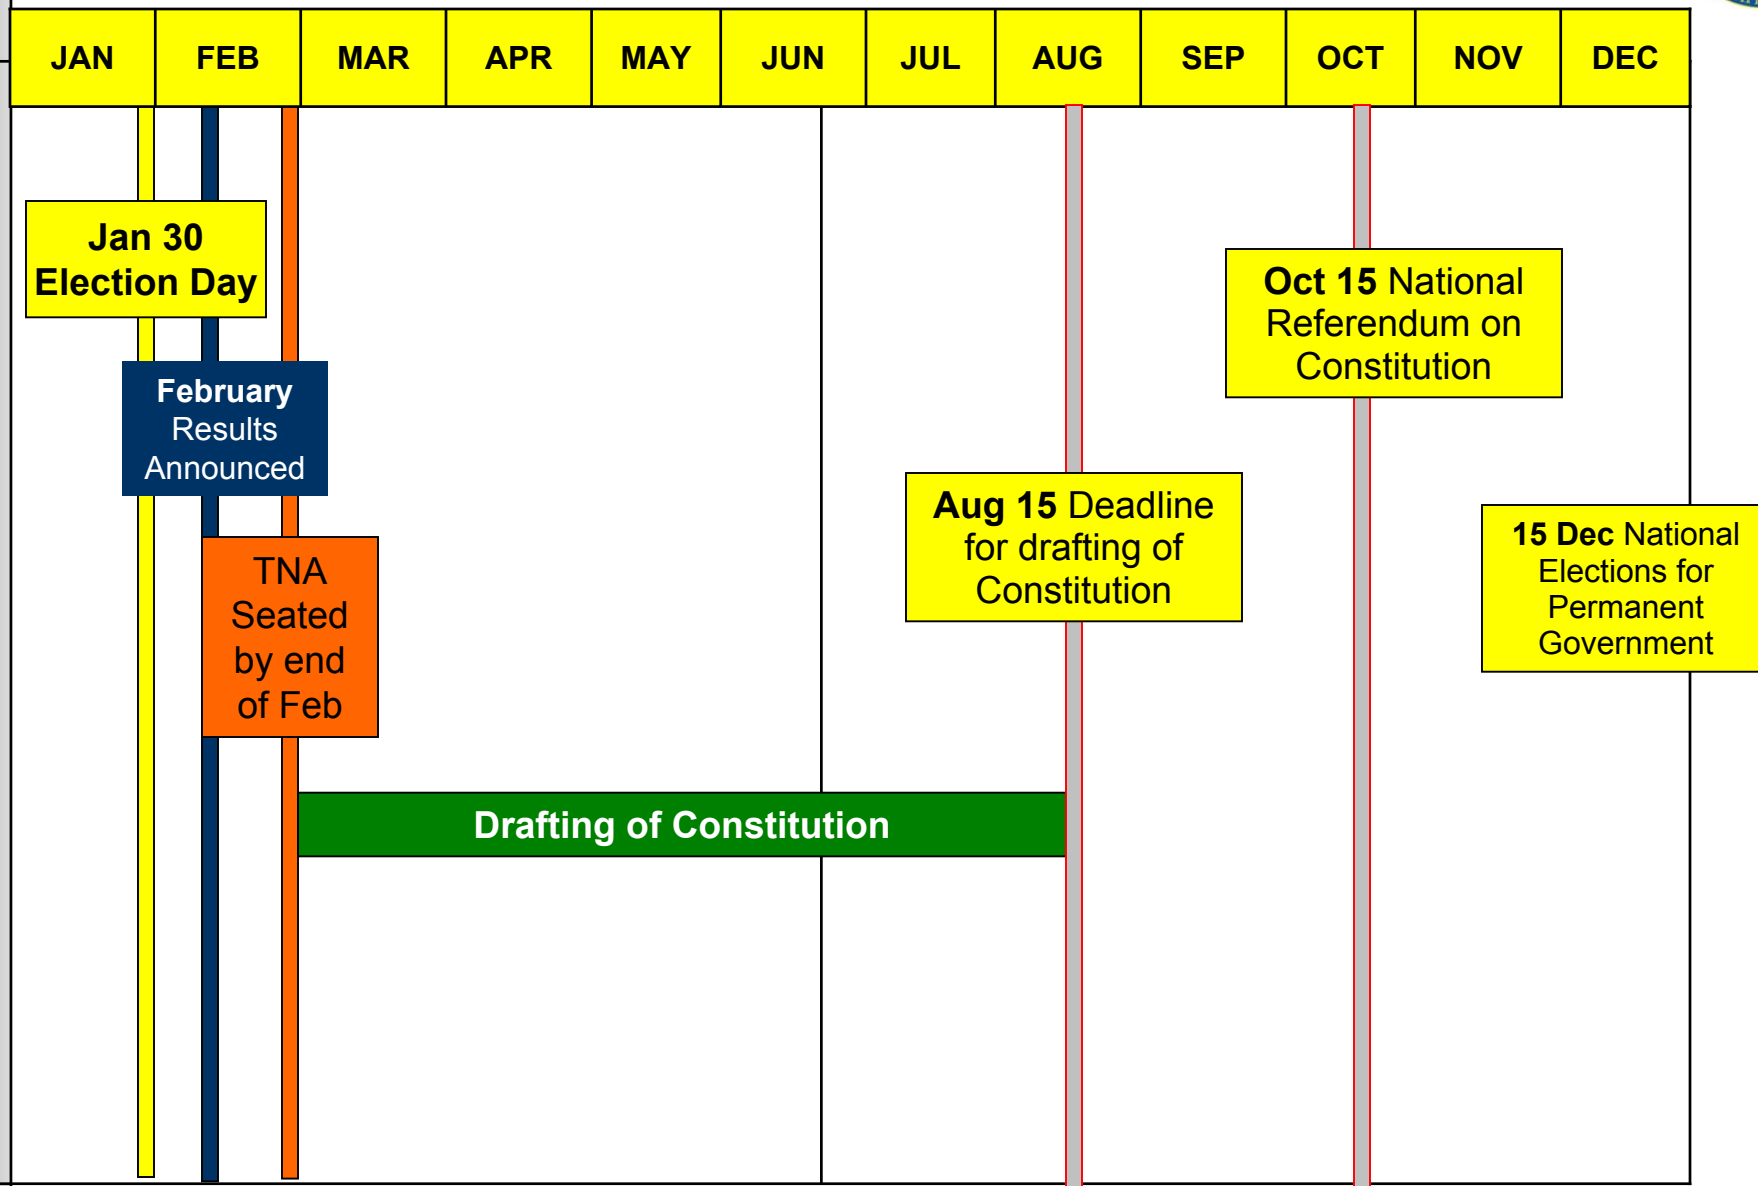 JAN FEB MAR APR MAY JUN JUL AUG SEP OCT NOV DEC
Jan 30
Election Day
February
Results
Announced
TNA
Seated
by end
of Feb
Oct 15 National
Referendum on
Constitution
Aug 15 Deadline
for drafting of
Constitution
15 Dec National
Elections for
Permanent
Government
Drafting of Constitution